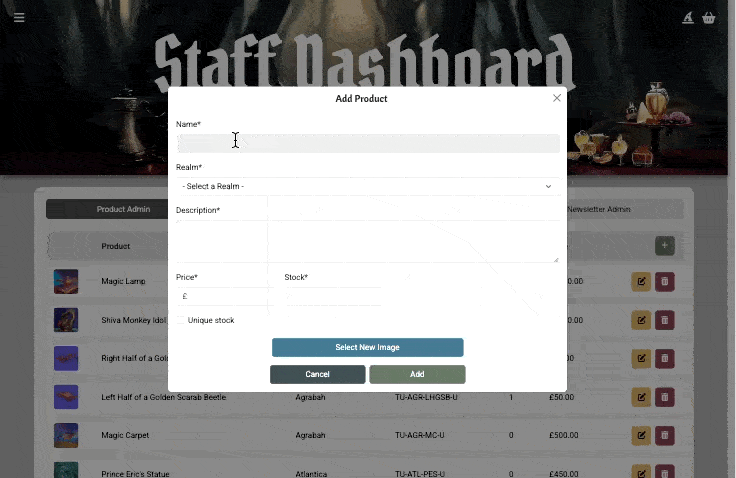 Staff Dashboard
Add Product
Name*
Realm*
- Select a Realm -
Description*
Price*
Stock*
£
Unique stock
Select New Image
Cancel
Add
Product Admin
Newsletter Admin
Product
Magic Lamp
0.00
Shiva Monkey Idol
0.00
Right Half of a Gol
Left Half of a Golden Scarab Beetle
Agrabah
TU-AGR-LHGSB-U
1
£50.00
Magic Carpet
Agrabah
TU-AGR-MC-U
0
£500.00
Prince Eric's Statue
Atlantica
TU-ATL-PES-U
0
£450.00